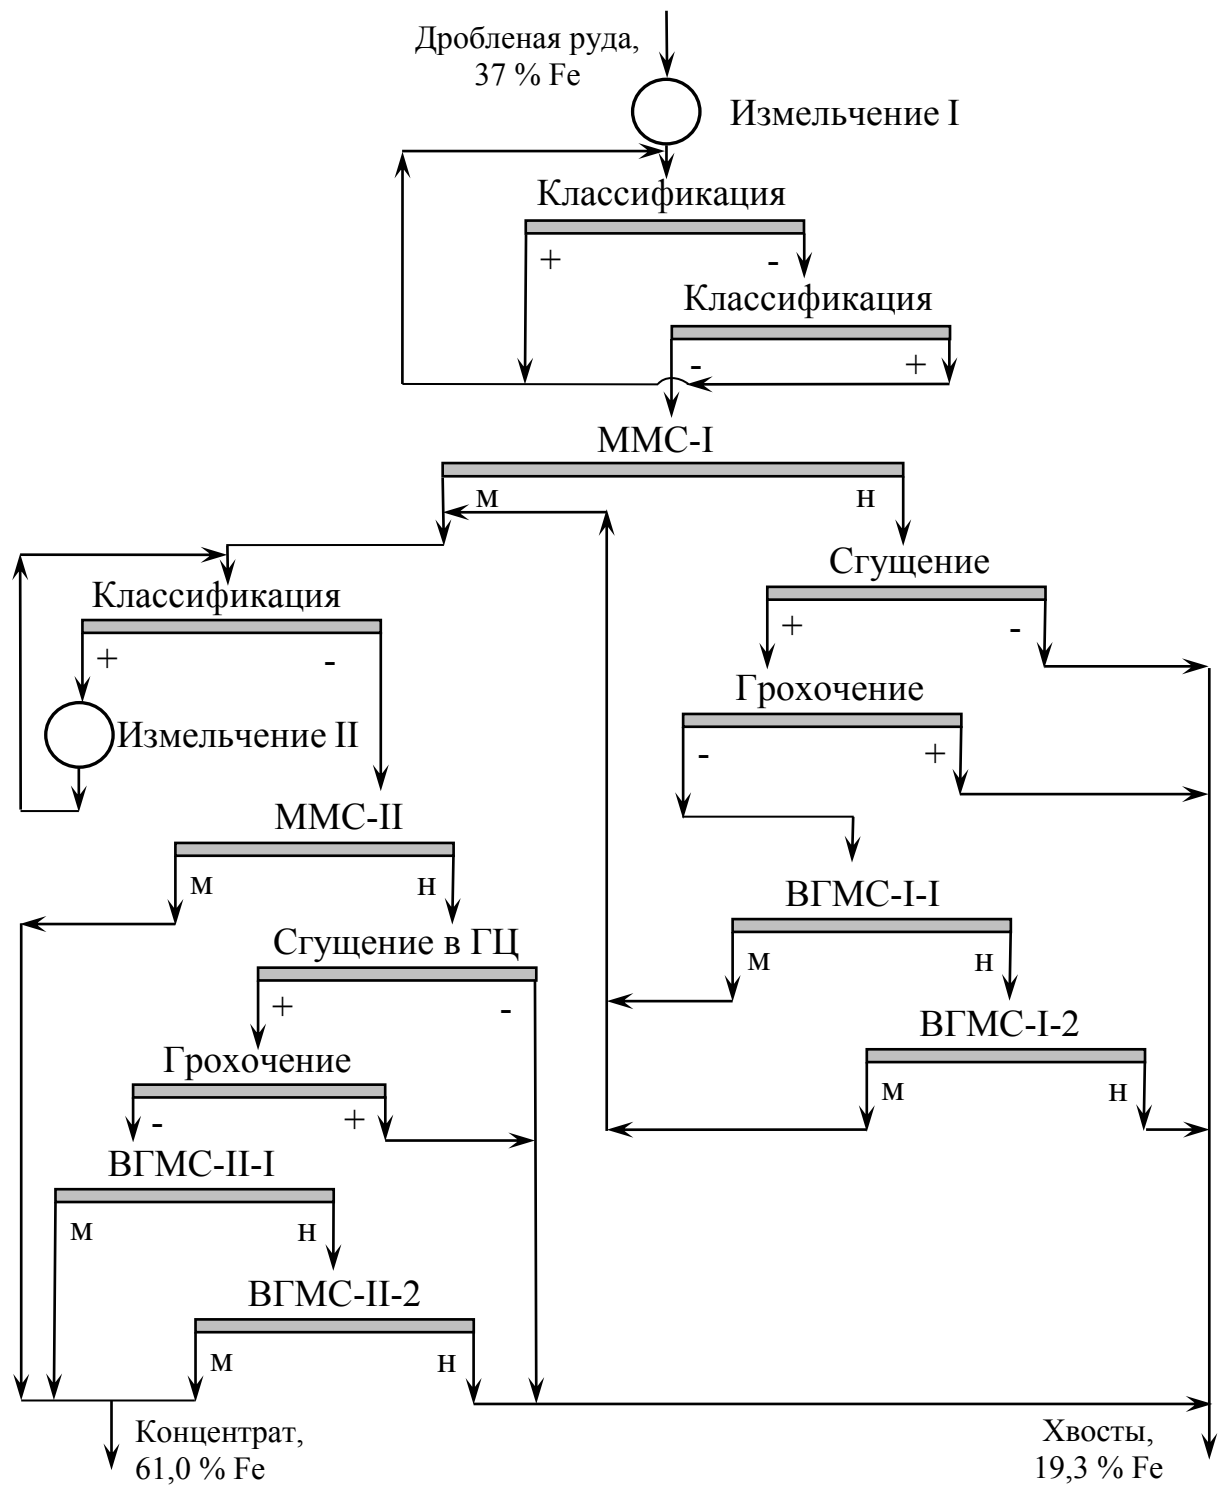 Дробленая руда,
37 % Fe
Измельчение I
Классификация
+
-
Классификация
-
+
ММС-I
м
н
Сгущение
+
-
Классификация
+
-
Грохочение
-
+
Измельчение II
ММС-II
м
н
ВГМС-I-I
м
н
Сгущение в ГЦ
+
-
ВГМС-I-2
м
н
Грохочение
-
+
ВГМС-II-I
м
н
ВГМС-II-2
м
н
Концентрат,
61,0 % Fe
Хвосты,
19,3 % Fe